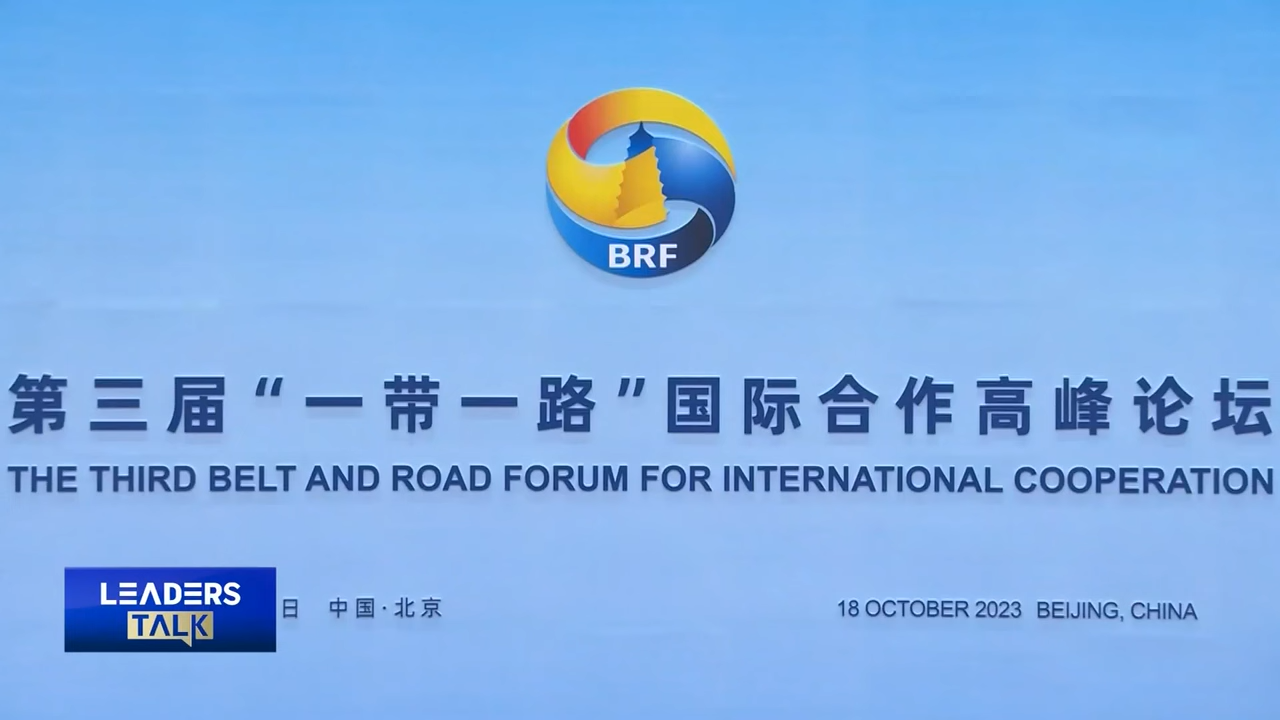 BRF
第三届“一带一路”国际合作高峰论坛
THE THIRD BELT AND ROAD FORUM FOR INTERNATIONAL COOPERATION
LEADERS
TALK
日 中国·北京
18 OCTOBER 2023 BEIJING, CHINA